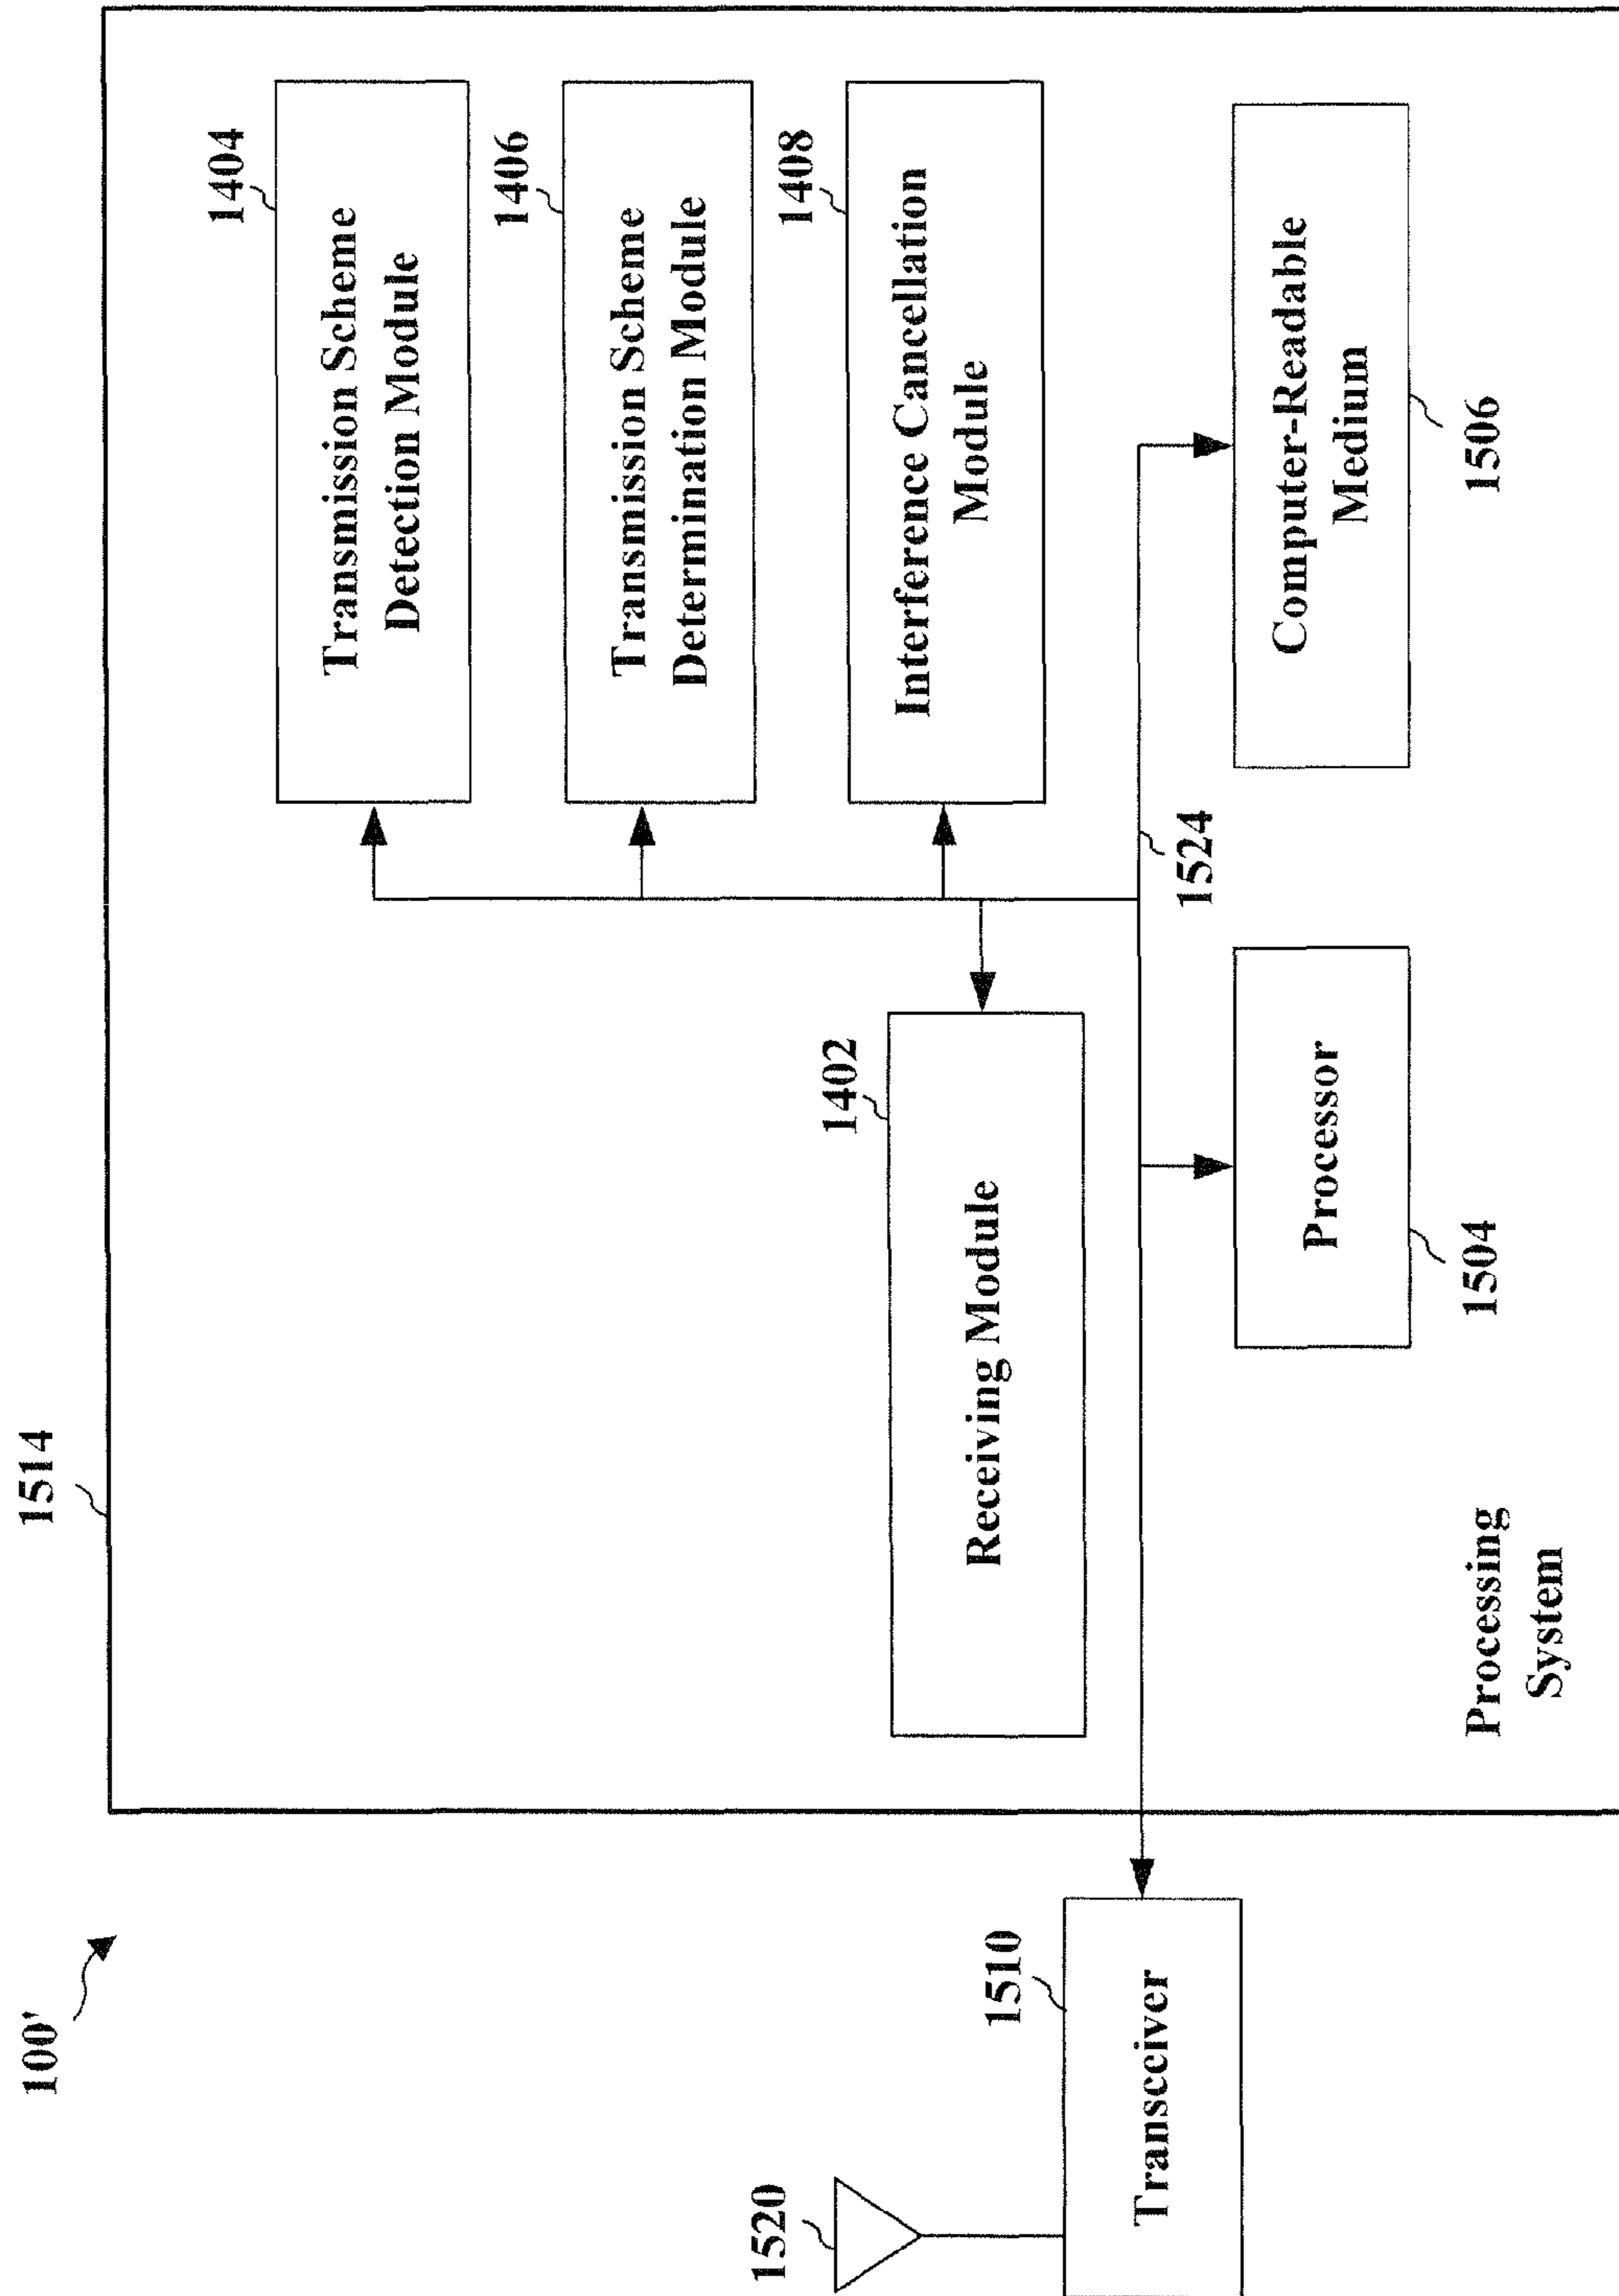 100'
1514
1404
Transmission Scheme
Detection Module
1406
Transmission Scheme
Determination Module
1408
Interference Cancellation
Module
1402
Receiving Module
1520
1510
Transceiver
1524
Processor
1504
Computer-Readable
Medium
1506
Processing
System